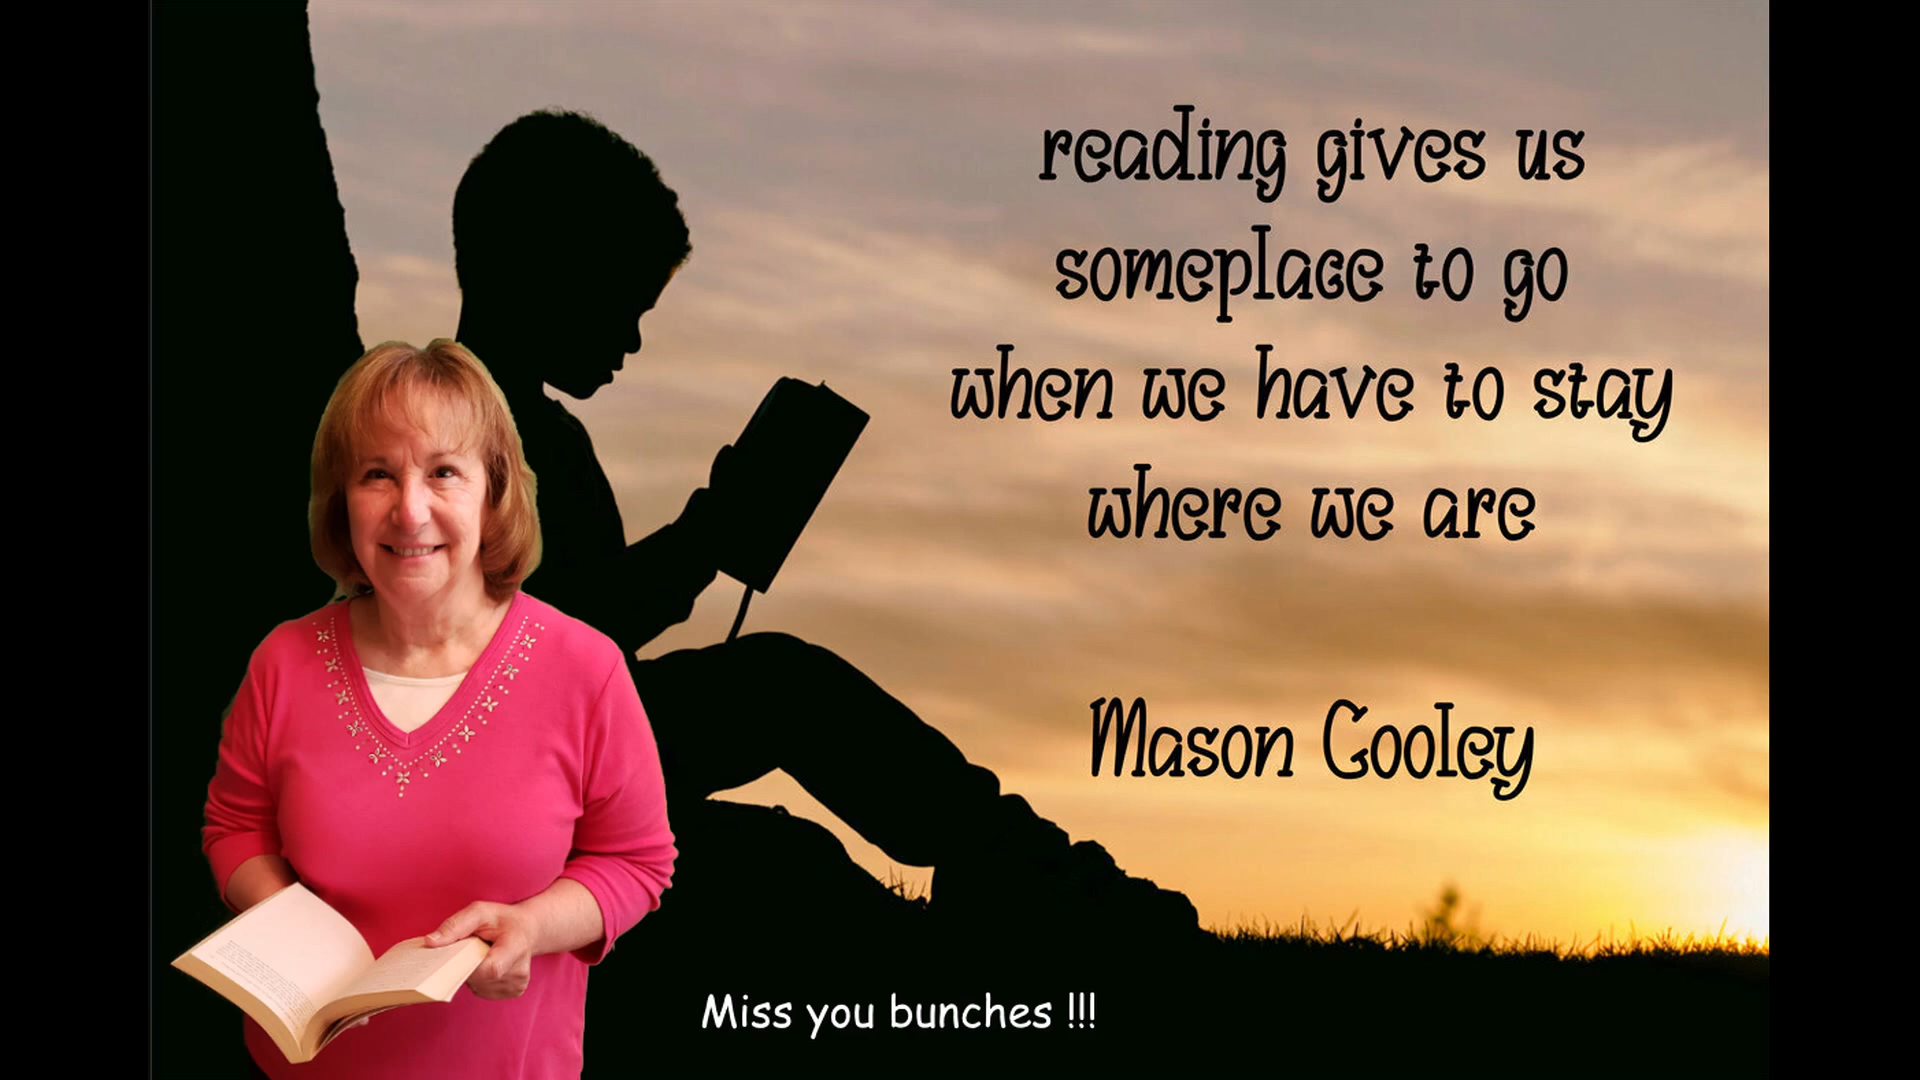 reading gives us
someplace to go
when we have to stay
where we are
Mason Cooley
Miss you bunches !!!